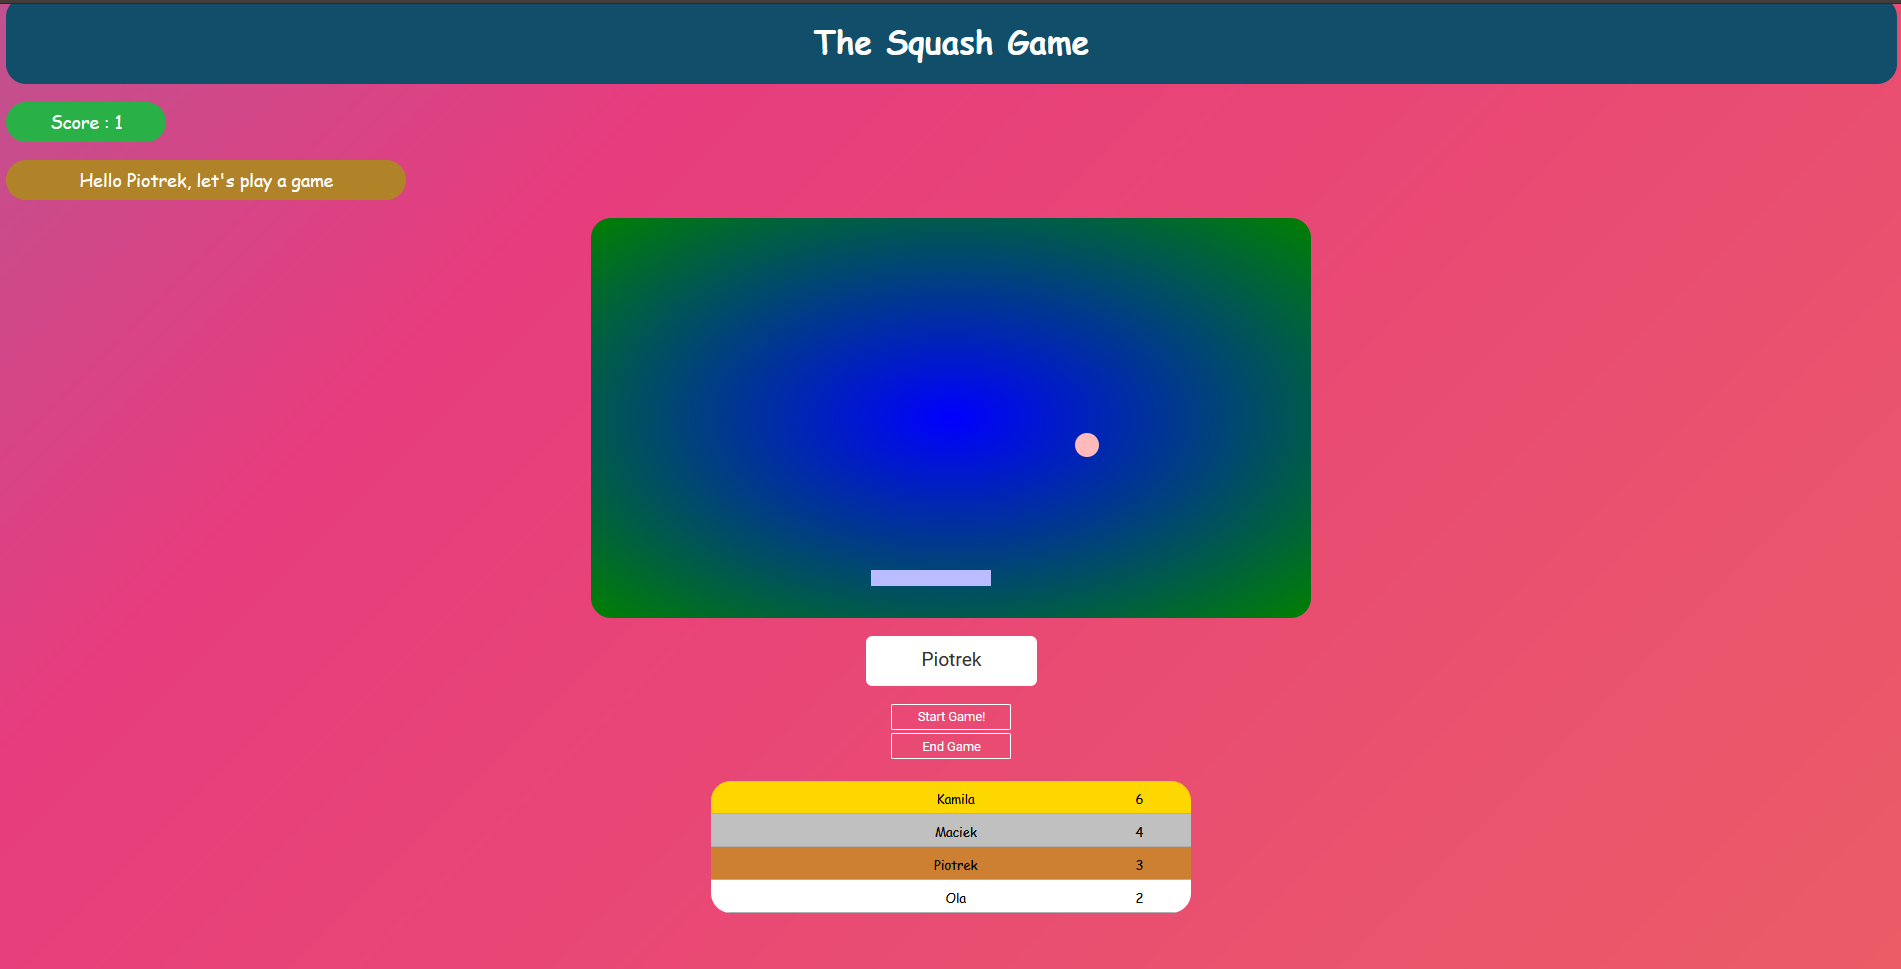 The Squash Game
Score : 1
Hello Piotrek, let's play a game
Piotrek
Start Game!
End Game
Kamila 6
Maciek 4
Piotrek 3
Ola 2